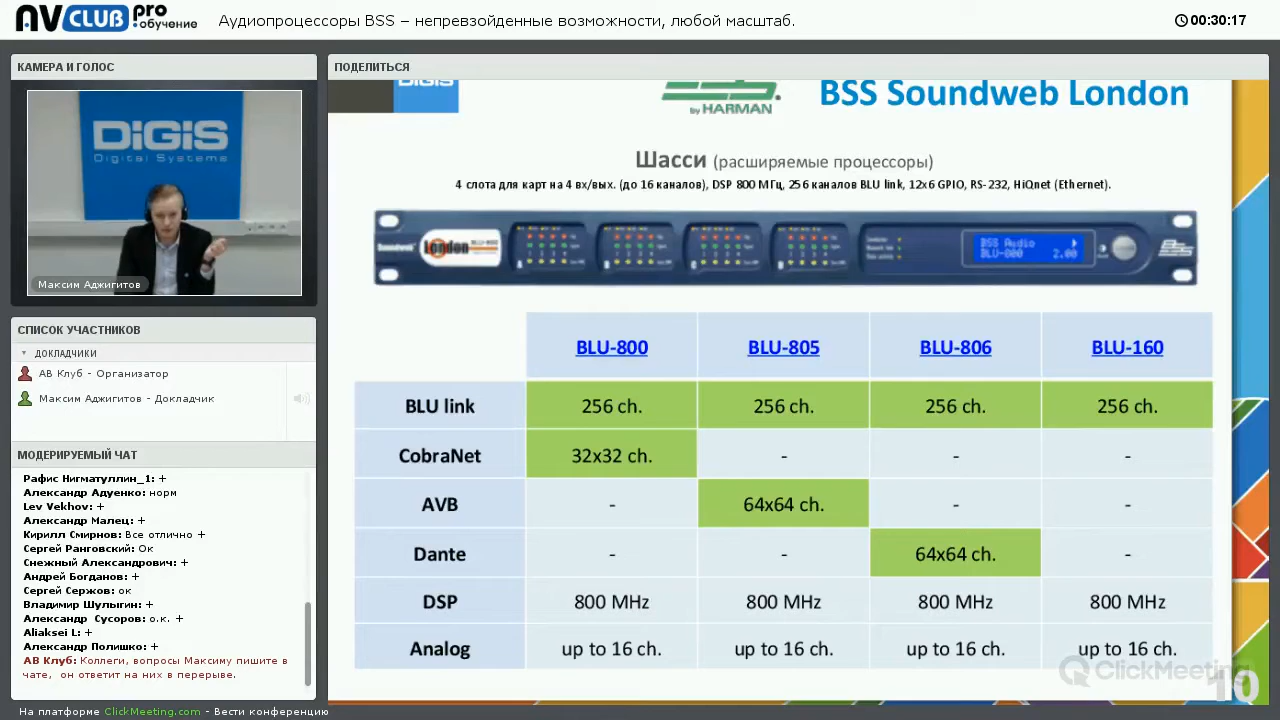 AV CLUB pro .обучение
Аудиопроцессоры BSS – непревзойденные возможности, любой масштаб.
00:30:17
КАМЕРА И ГОЛОС
DiGiS
Digital Systems
Максим Аджигитов
СПИСОК УЧАСТНИКОВ
ДОКЛАДЧИКИ
АВ Клуб - Организатор
Максим Аджигитов - Докладчик
МОДЕРИРУЕМЫЙ ЧАТ
Рафис Нигматуллин_1: +
Александр Адуенко: норм
Lev Vekhov: +
Александр Малец: +
Кирилл Смирнов: Все отлично +
Сергей Ранговский: Ок
Снежный Александрович: +
Андрей Богданов: +
Сергей Сержов: ок
Владимир Шулыгин: +
Александр Сусоров: о.к. +
Aliaksei L: +
Александр Полишко: +
АВ Клуб: Коллеги, вопросы Максиму пишите в
чате, он ответит на них в перерыве.
На платформе ClickMeeting.com - Вести конференцию
ПОДЕЛИТЬСЯ
DIGIS
by HARMAN
BSS Soundweb London
Шасси (расширяемые процессоры)
4 слота для карт на 4 вх/вых. (до 16 каналов), DSP 800 МГц, 256 каналов BLU link, 12x6 GPIO, RS-232, HiQnet (Ethernet).
Soundweb London BLU-800
BSS Audio
BLU-800 2.00
BLU-800 BLU-805 BLU-806 BLU-160
BLU link 256 ch. 256 ch. 256 ch. 256 ch.
CobraNet 32x32 ch. - - -
AVB - 64x64 ch. - -
Dante - - 64x64 ch. -
DSP 800 MHz 800 MHz 800 MHz 800 MHz
Analog up to 16 ch. up to 16 ch. up to 16 ch. up to 16 ch.
ClickMeeting
10